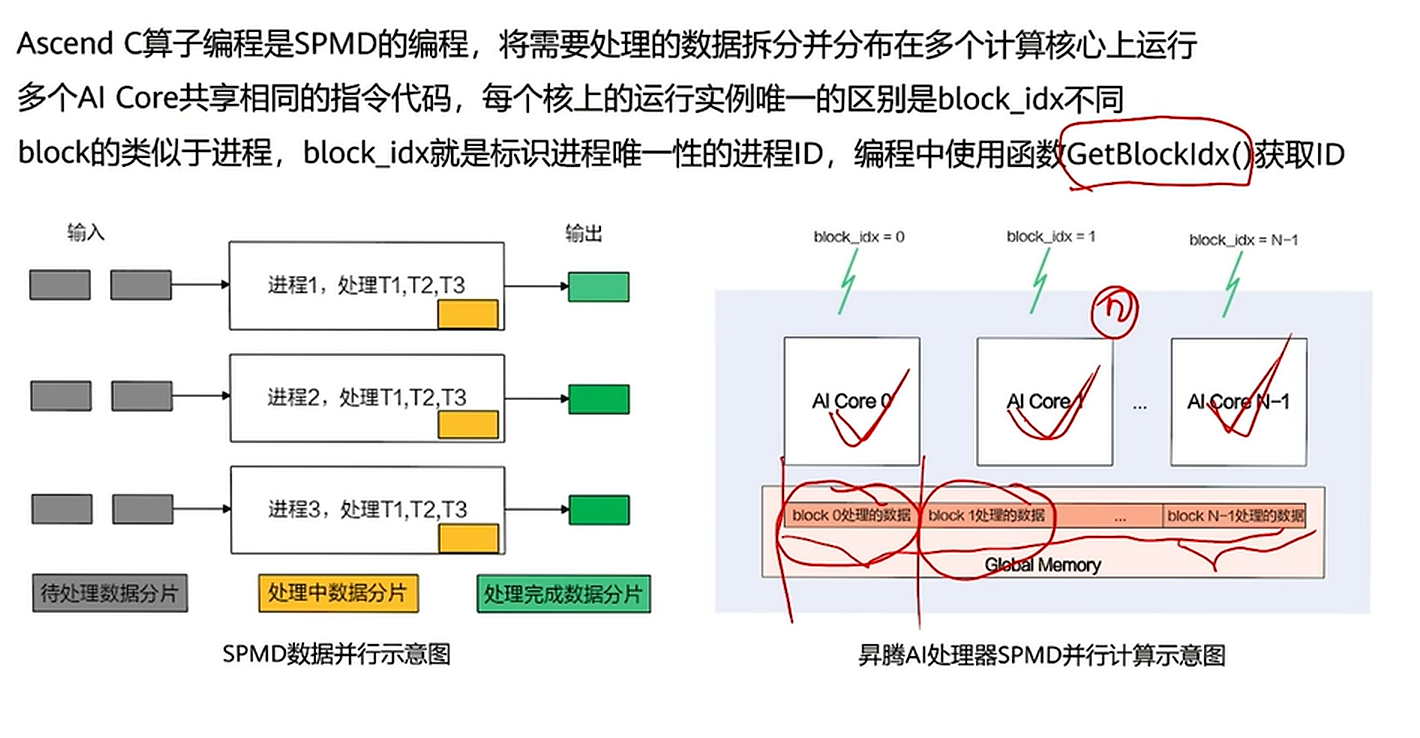 Ascend C算子编程是SPMD的编程，将需要处理的数据拆分并分布在多个计算核心上运行
多个AI Core共享相同的指令代码，每个核上的运行实例唯一的区别是block_idx不同
block的类似于进程，block_idx就是标识进程唯一性的进程ID，编程中使用函数GetBlockIdx()获取ID
输入
输出
进程1，处理T1,T2,T3
进程2，处理T1,T2,T3
进程3，处理T1,T2,T3
待处理数据分片
处理中数据分片
处理完成数据分片
SPMD数据并行示意图
block_idx = 0
block_idx = 1
block_idx = N-1
n
AI Core 0
AI Core 1
...
AI Core N-1
block 0处理的数据
block 1处理的数据
...
block N-1处理的数据
Global Memory
昇腾AI处理器SPMD并行计算示意图